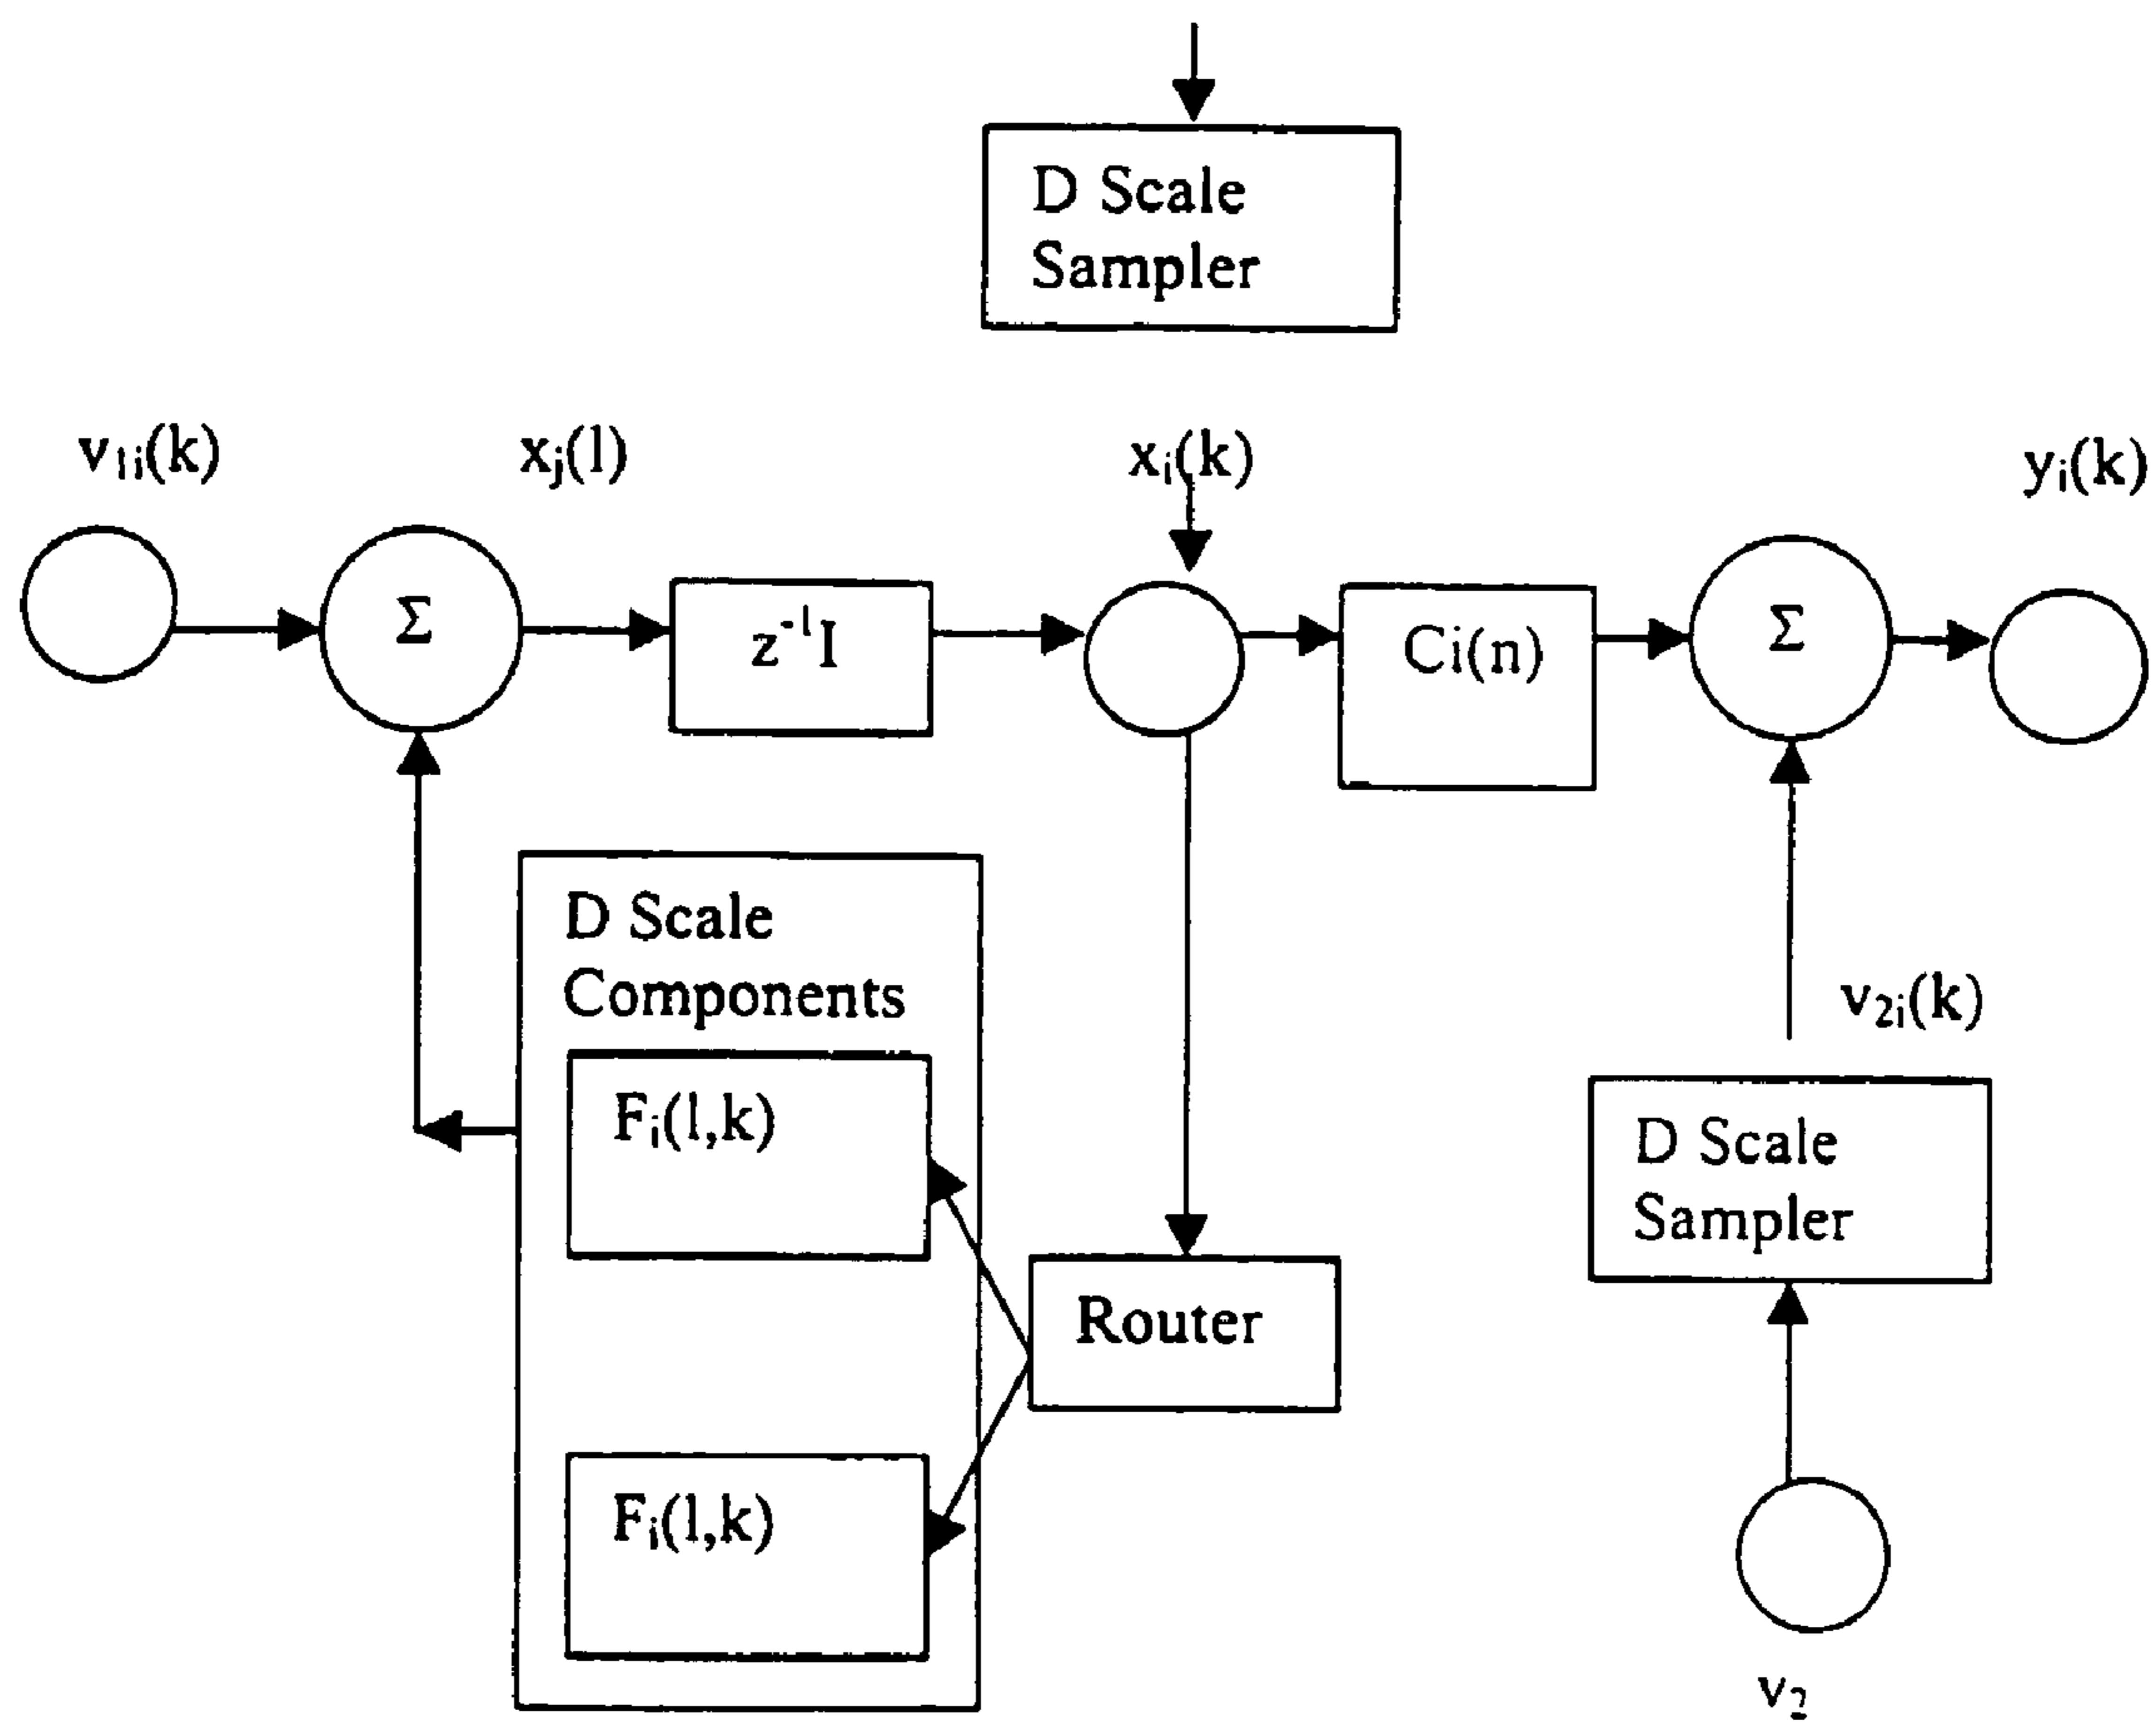 D Scale
Sampler
v₁ᵢ(k)
xⱼ(l)
xᵢ(k)
yᵢ(k)
Σ
z⁻ˡI
Ci(n)
Σ
D Scale
Components
Fᵢ(l,k)
v₂ᵢ(k)
D Scale
Sampler
Router
Fᵢ(l,k)
v₂